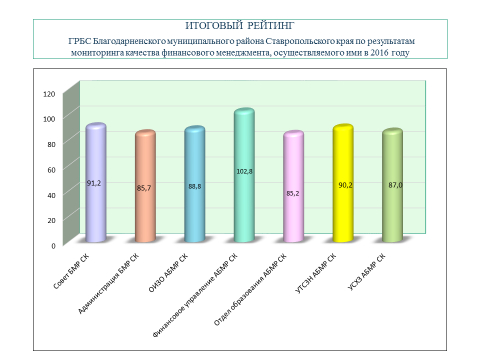 ИТОГОВЫЙ РЕЙТИНГ
ГРБС Благодарненского муниципального района Ставропольского края по результатам
мониторинга качества финансового менеджмента, осуществляемого ими в 2016 году
120
100
80
60
40
20
0
91,2
85,7
88,8
102,8
85,2
90,2
87,0
Совет БМР СК
Администрация БМР СК
ОИЗО АБМР СК
Финансовое управление АБМР СК
Отдел образования АБМР СК
УТСЗН АБМР СК
УСХЗ АБМР СК